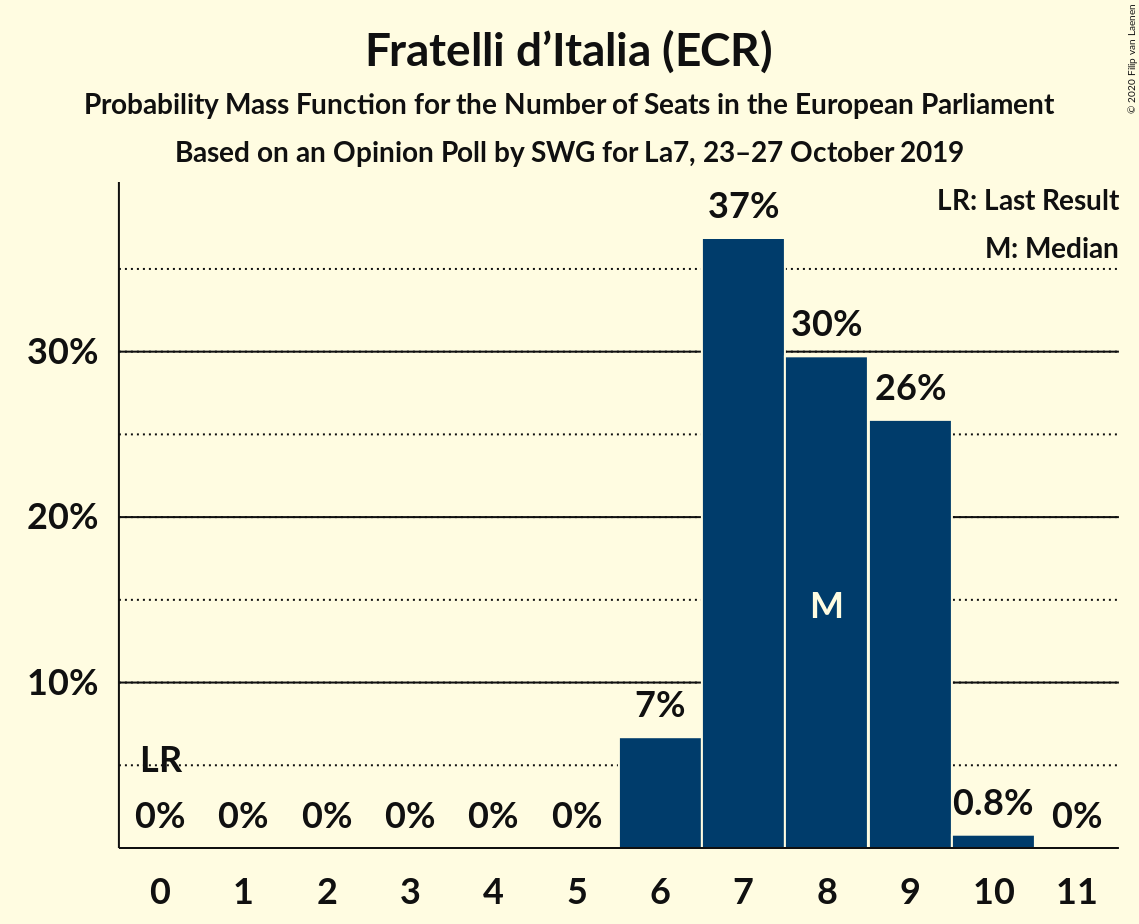 Fratelli d’Italia (ECR)
Probability Mass Function for the Number of Seats in the European Parliament
Based on an Opinion Poll by SWG for La7, 23–27 October 2019
© 2020 Filip van Laenen
LR: Last Result
M: Median
37%
30%
30%
26%
20%
M
10%
7%
LR
0% 0% 0% 0% 0% 0% 0.8% 0%
0 1 2 3 4 5 6 7 8 9 10 11